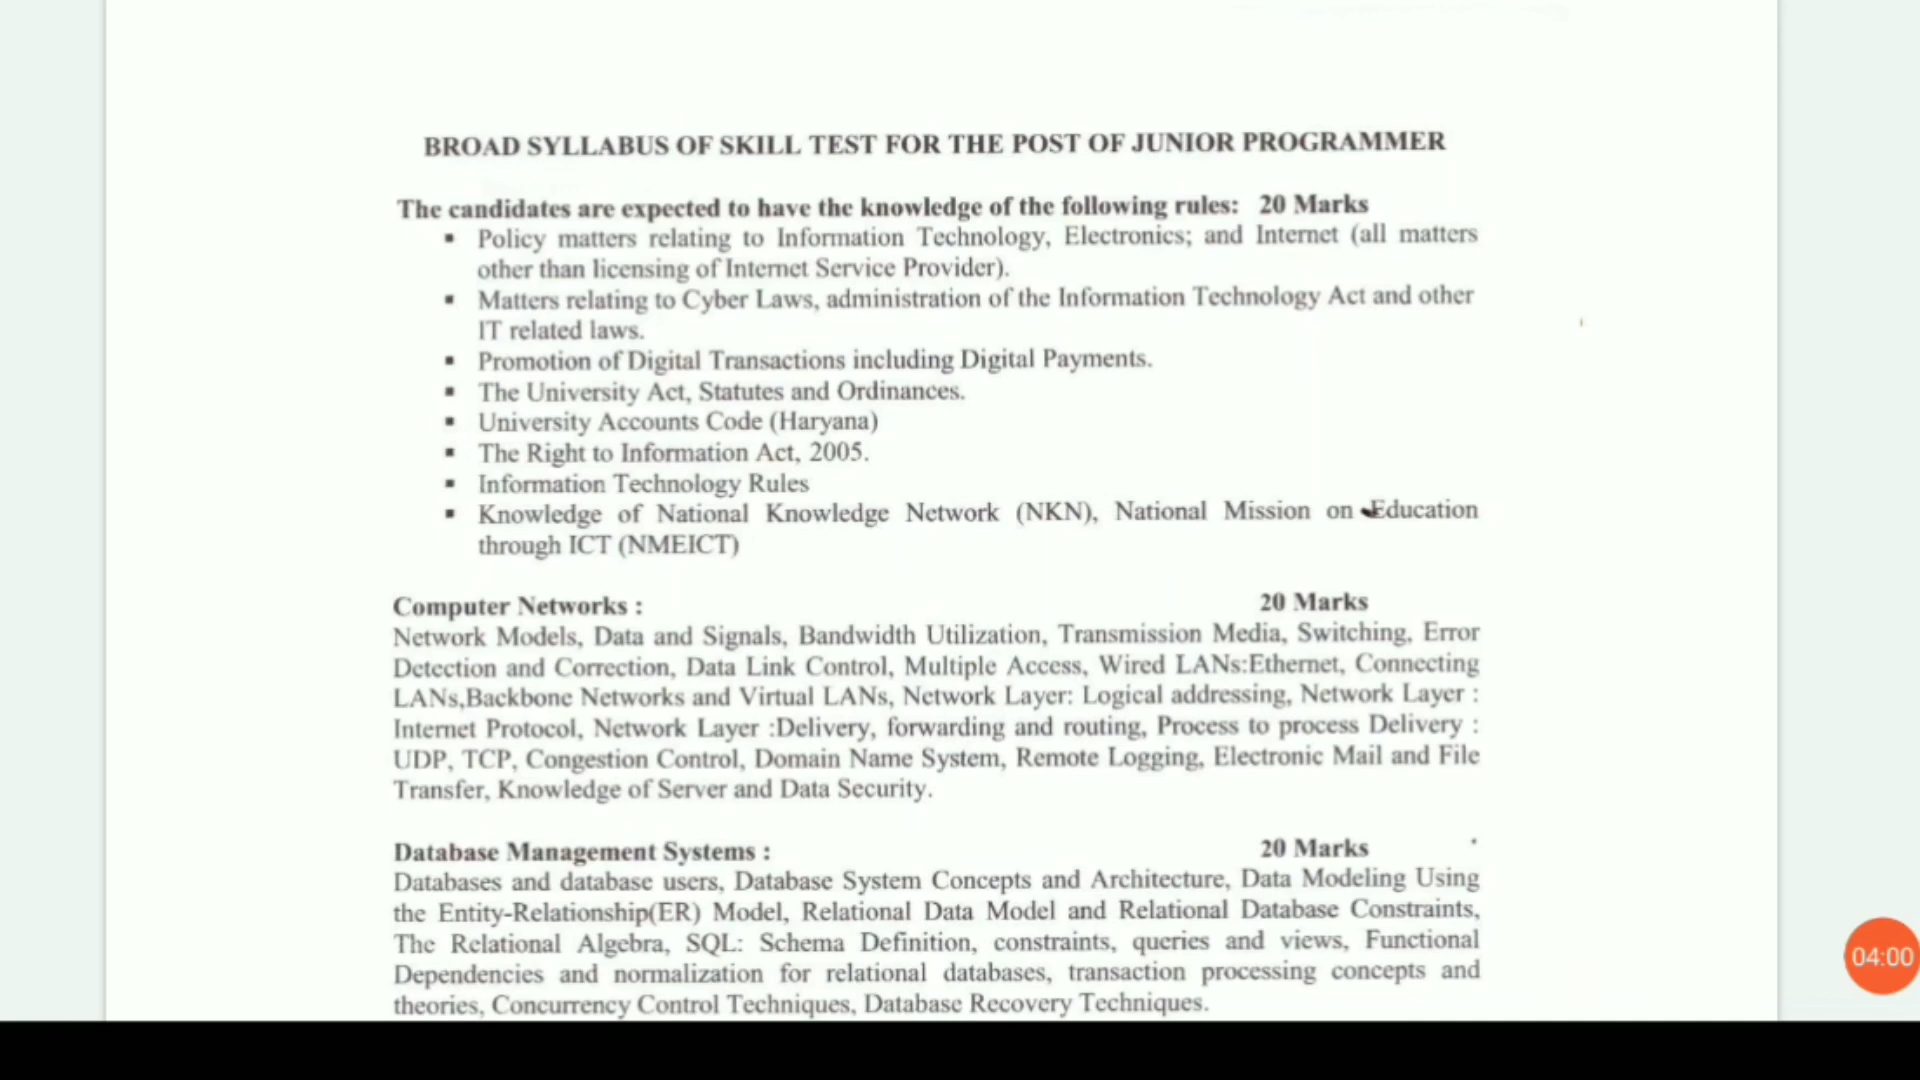 BROAD SYLLABUS OF SKILL TEST FOR THE POST OF JUNIOR PROGRAMMER
The candidates are expected to have the knowledge of the following rules: 20 Marks
▪ Policy matters relating to Information Technology, Electronics; and Internet (all matters
other than licensing of Internet Service Provider).
▪ Matters relating to Cyber Laws, administration of the Information Technology Act and other
IT related laws.
▪ Promotion of Digital Transactions including Digital Payments.
▪ The University Act, Statutes and Ordinances.
▪ University Accounts Code (Haryana)
▪ The Right to Information Act, 2005.
▪ Information Technology Rules
▪ Knowledge of National Knowledge Network (NKN), National Mission on Education
through ICT (NMEICT)
Computer Networks : 20 Marks
Network Models, Data and Signals, Bandwidth Utilization, Transmission Media, Switching, Error
Detection and Correction, Data Link Control, Multiple Access, Wired LANs:Ethernet, Connecting
LANs,Backbone Networks and Virtual LANs, Network Layer: Logical addressing, Network Layer :
Internet Protocol, Network Layer :Delivery, forwarding and routing, Process to process Delivery :
UDP, TCP, Congestion Control, Domain Name System, Remote Logging, Electronic Mail and File
Transfer, Knowledge of Server and Data Security.
Database Management Systems : 20 Marks
Databases and database users, Database System Concepts and Architecture, Data Modeling Using
the Entity-Relationship(ER) Model, Relational Data Model and Relational Database Constraints,
The Relational Algebra, SQL: Schema Definition, constraints, queries and views, Functional
Dependencies and normalization for relational databases, transaction processing concepts and
theories, Concurrency Control Techniques, Database Recovery Techniques.
04:00